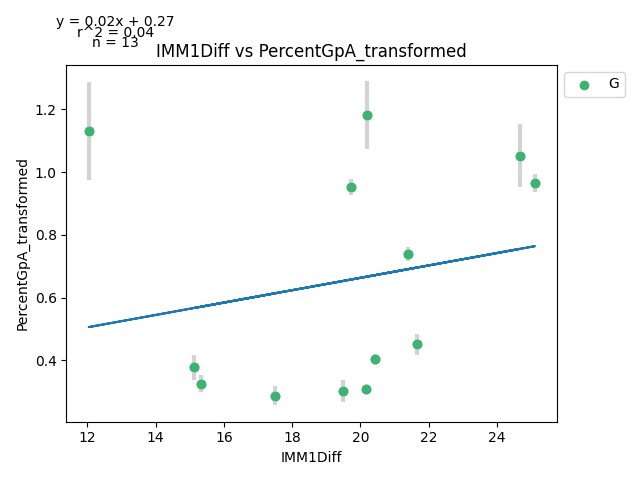 y = 0.02x + 0.27
r^2 = 0.04
n = 13
IMM1Diff vs PercentGpA_transformed
G
PercentGpA_transformed
1.2
1.0
0.8
0.6
0.4
12 14 16 18 20 22 24
IMM1Diff